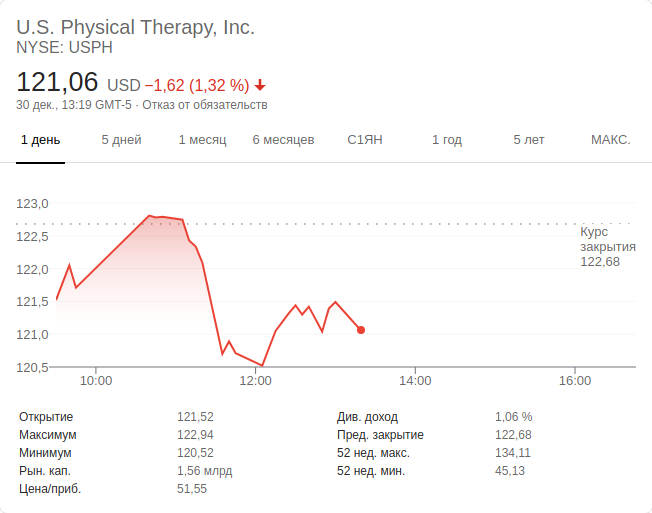 U.S. Physical Therapy, Inc.
NYSE: USPH
121,06 USD −1,62 (1,32 %)
30 дек., 13:19 GMT-5 · Отказ от обязательств
1 день 5 дней 1 месяц 6 месяцев С1ЯН 1 год 5 лет МАКС.
123,0
122,5
122,0
121,5
121,0
120,5
Курс
закрытия
122,68
10:00 12:00 14:00 16:00
Открытие 121,52
Максимум 122,94
Минимум 120,52
Рын. кап. 1,56 млрд
Цена/приб. 51,55
Див. доход 1,06 %
Пред. закрытие 122,68
52 нед. макс. 134,11
52 нед. мин. 45,13